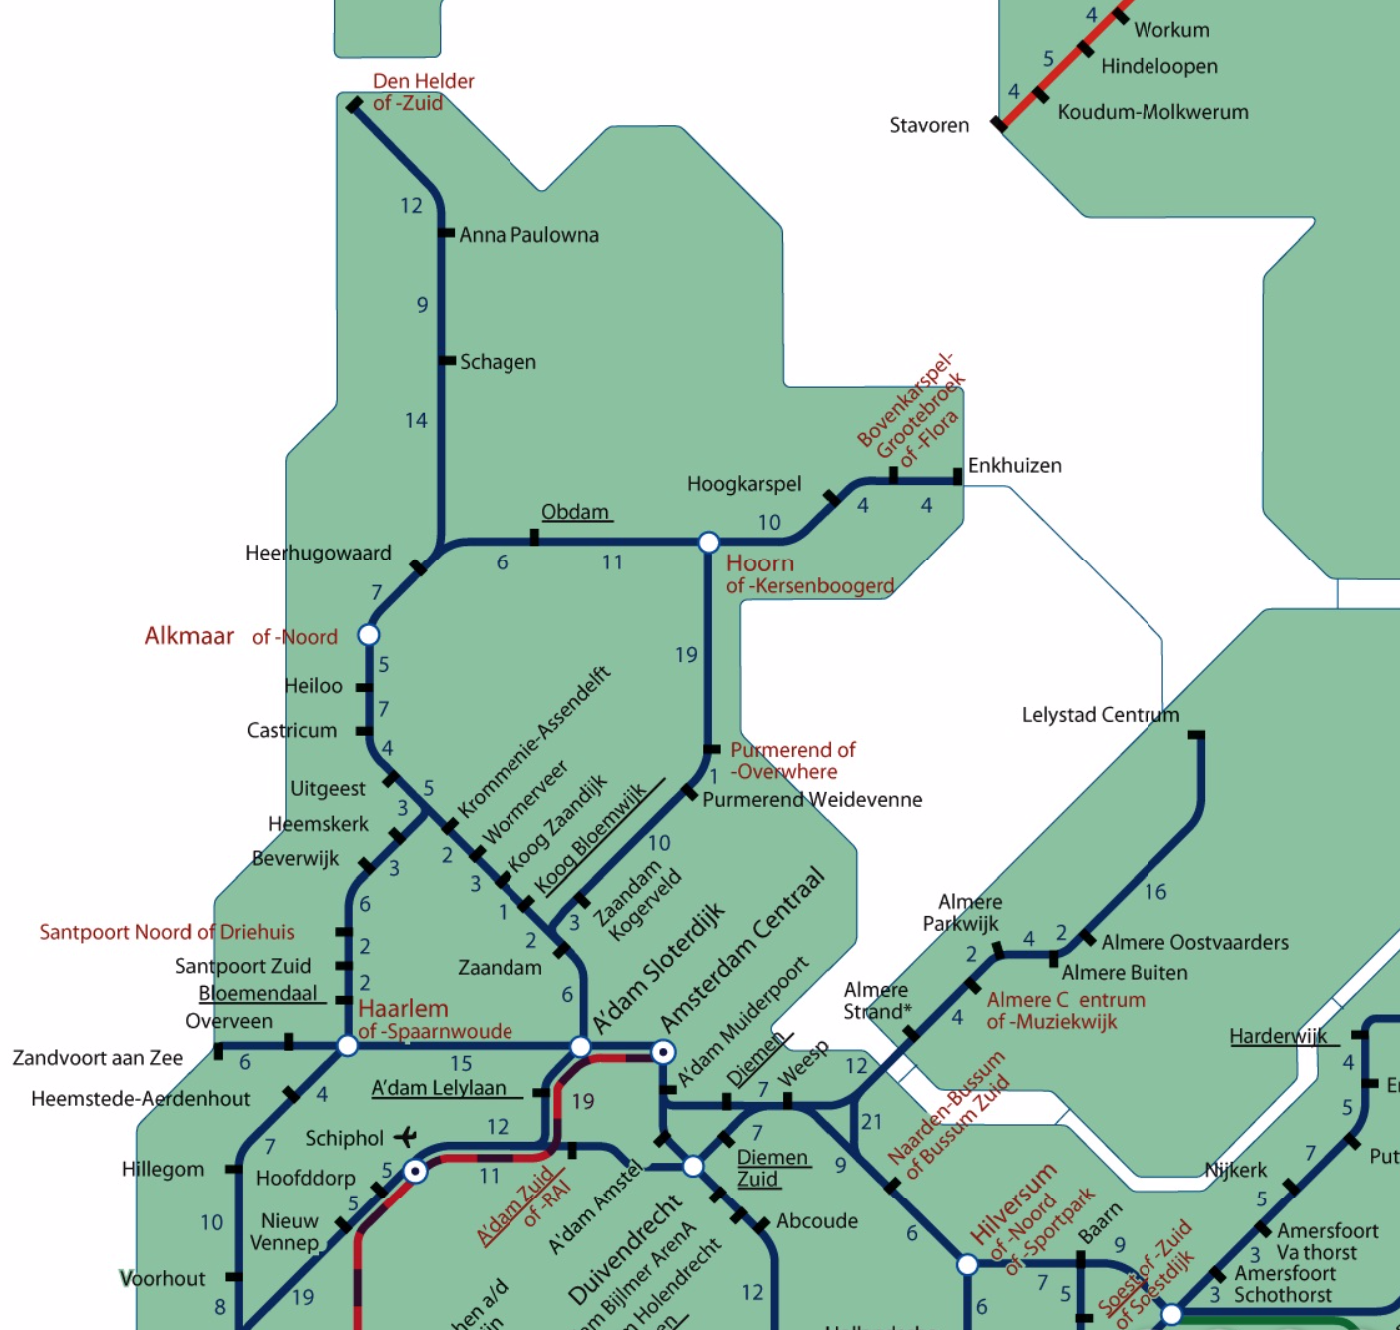 4
Workum
5
Hindeloopen
4
Koudum-Molkwerum
Stavoren
Den Helder
of -Zuid
12
Anna Paulowna
9
Schagen
14
Bovenkarspel-
Grootebroek
of -Flora
Enkhuizen
Hoogkarspel
4
4
10
Obdam
Heerhugowaard
6
11
Hoorn
of -Kersenboogerd
7
Alkmaar of -Noord
5
Heiloo
7
Castricum
4
Uitgeest
5
3
Heemskerk
Beverwijk
3
Krommenie-Assendelft
2
Wormerveer
3
Koog Zaandijk
1
Koog Bloemwijk
2
19
Purmerend of
-Overwhere
1
Purmerend Weidevenne
10
Zaandam
Kogerveld
3
Zaandam
6
Lelystad Centrum
16
Almere
Parkwijk
2
4
2
Almere Oostvaarders
Almere Buiten
Almere C entrum
of -Muziekwijk
4
Almere
Strand*
12
6
Santpoort Noord of Driehuis
2
Santpoort Zuid
2
Bloemendaal
Haarlem
of -Spaarnwoude
Overveen
Zandvoort aan Zee
6
15
A'dam Sloterdijk
Amsterdam Centraal
A'dam Muiderpoort
Diemen
7
Weesp
Harderwijk
4
Er
5
Put
7
Nijkerk
5
Amersfoort
Va thorst
3
Amersfoort
Schothorst
3
Heemstede-Aerdenhout
4
A'dam Lelylaan
19
12
Schiphol
11
7
Hillegom
5
Hoofddorp
5
Nieuw
Vennep
10
Voorhout
8
19
A'dam Zuid
of -RAI
A'dam Amstel
7
Diemen
Zuid
Duivendrecht
Abcoude
m Bijlmer ArenA
m Holendrecht
12
hen a/d
21
9
Naarden-Bussum
of Bussum Zuid
6
Hilversum
of -Noord
of -Sportpark
Baarn
9
7
5
6
Soest of -Zuid
of Soestdijk